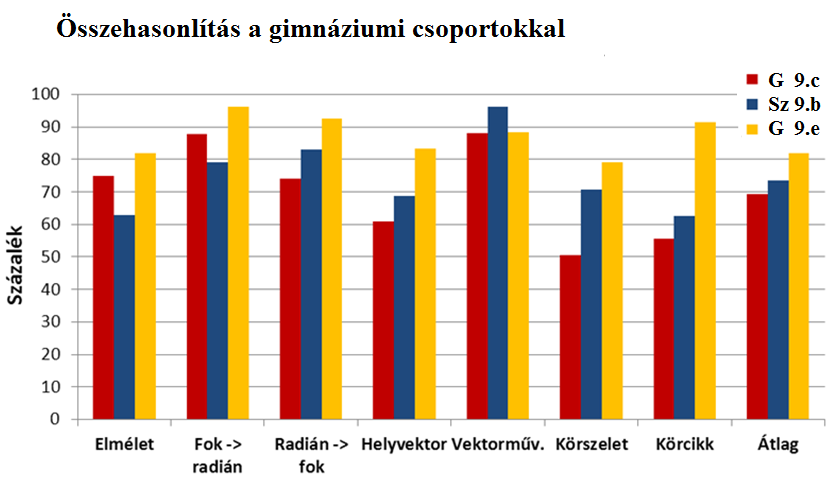 Összehasonlítás a gimnáziumi csoportokkal
G 9.c
Sz 9.b
G 9.e
Százalék
100
90
80
70
60
50
40
30
20
10
0
Elmélet
Fok ->
radián
Radián ->
fok
Helyvektor
Vektorműv.
Körszelet
Körcikk
Átlag